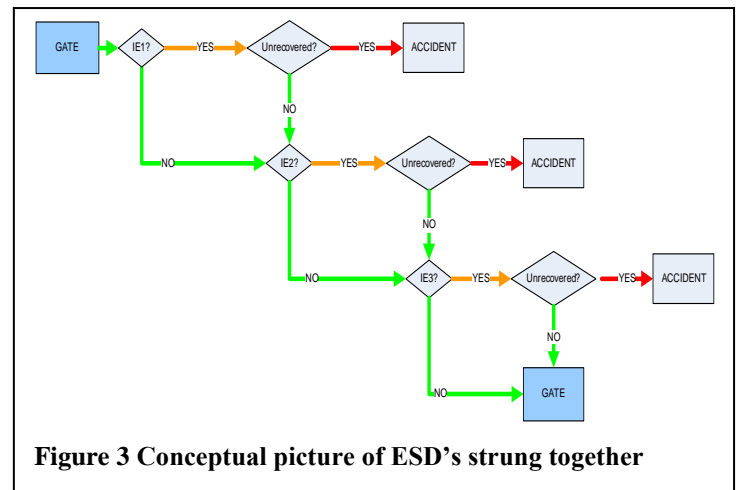 GATE
IE1?
YES
Unrecovered?
YES
ACCIDENT
NO
NO
IE2?
YES
Unrecovered?
YES
ACCIDENT
NO
NO
IE3?
YES
Unrecovered?
YES
ACCIDENT
NO
NO
GATE
Figure 3 Conceptual picture of ESD's strung together